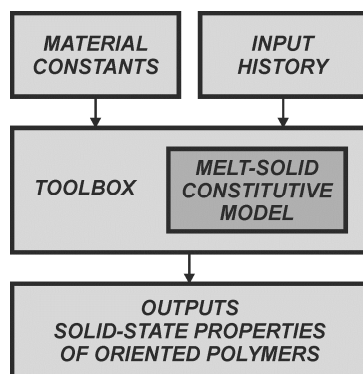 MATERIAL
CONSTANTS
INPUT
HISTORY
TOOLBOX
MELT-SOLID
CONSTITUTIVE
MODEL
OUTPUTS
SOLID-STATE PROPERTIES
OF ORIENTED POLYMERS